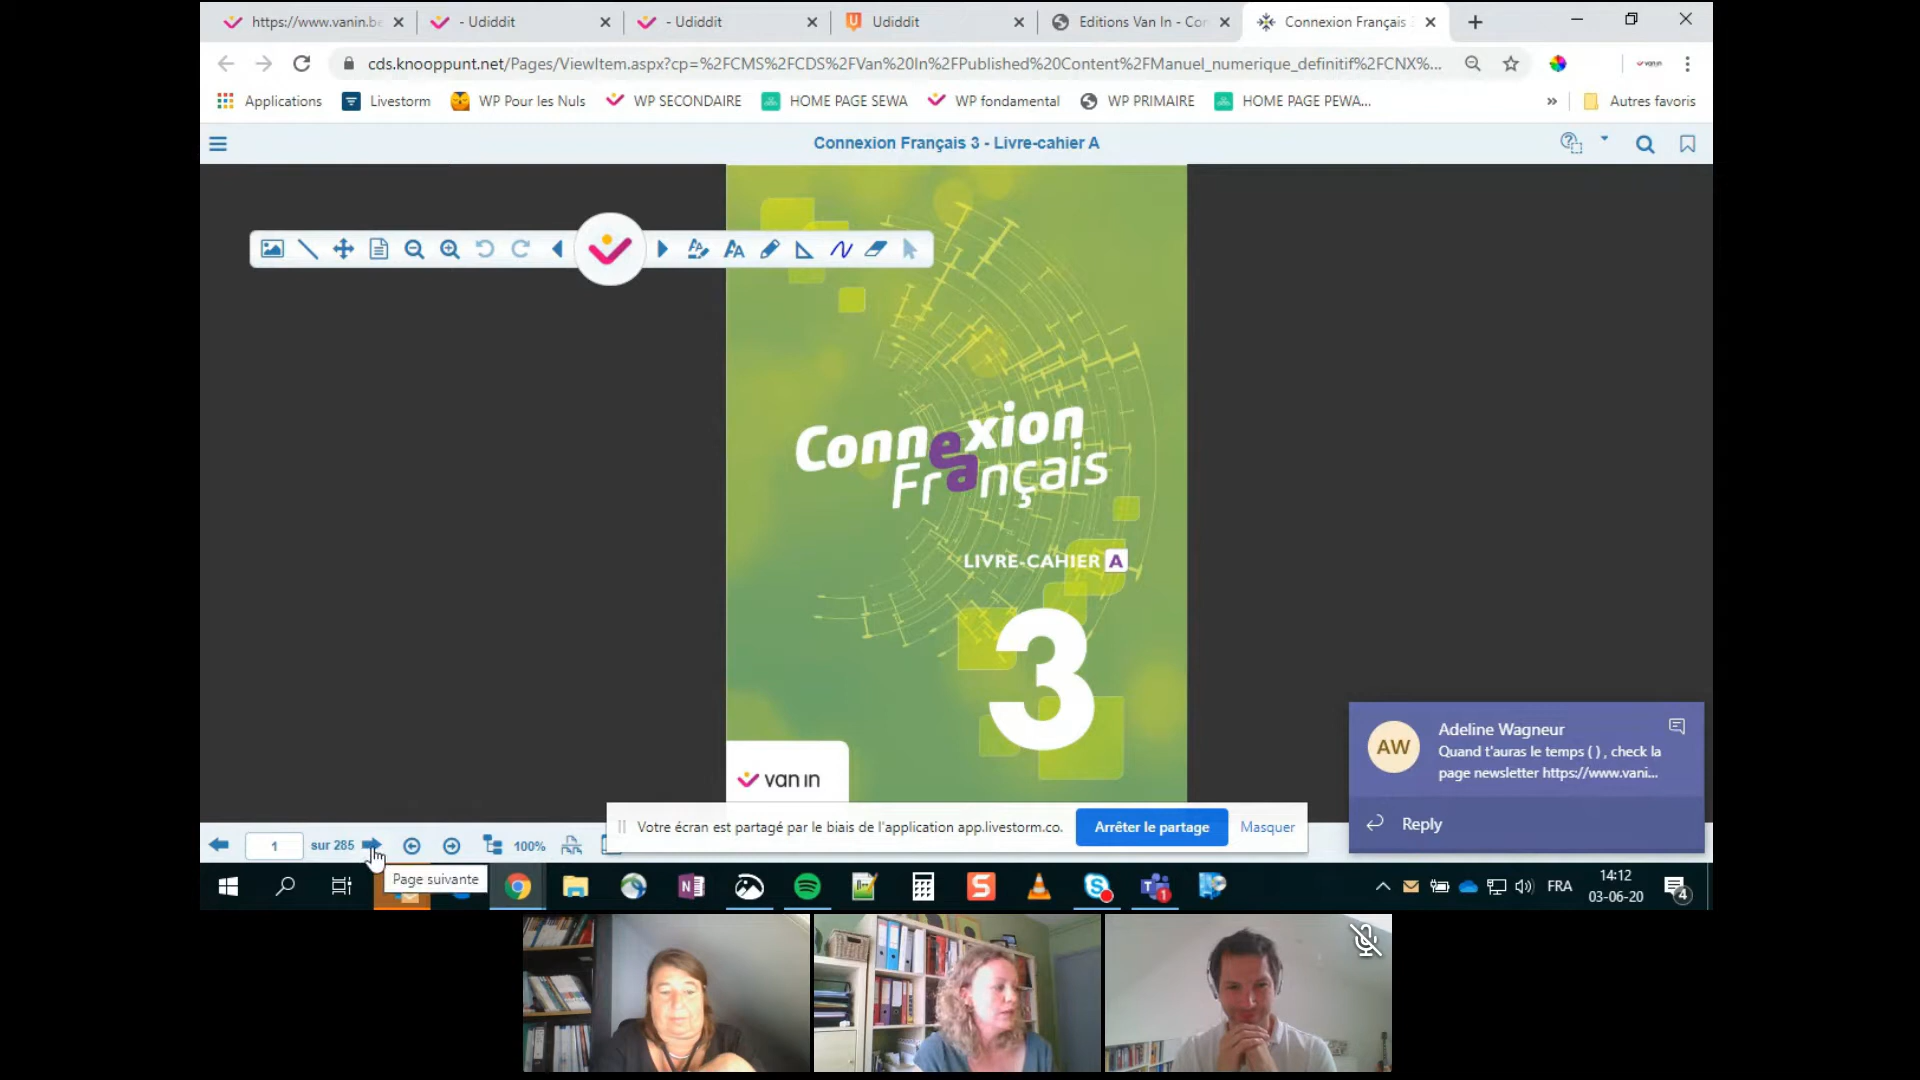 https://www.vanin.be
- Udiddit
- Udiddit
Udiddit
Editions Van In - Con
Connexion Français
cds.knooppunt.net/Pages/ViewItem.aspx?cp=%2FCMS%2FCDS%2FVan%20In%2FPublished%20Content%2FManuel_numerique_definitif%2FCNX%...
Applications
Livestorm
WP Pour les Nuls
WP SECONDAIRE
HOME PAGE SEWA
WP fondamental
WP PRIMAIRE
HOME PAGE PEWA...
»
Autres favoris
Connexion Français 3 - Livre-cahier A
Connexion
Français
LIVRE-CAHIER A
3
van in
AW
Adeline Wagneur
Quand t'auras le temps ( ) , check la
page newsletter https://www.vani...
Reply
Votre écran est partagé par le biais de l'application app.livestorm.co.
Arrêter le partage
Masquer
1
sur 285
100%
Page suivante
FRA
14:12
03-06-20
4
1